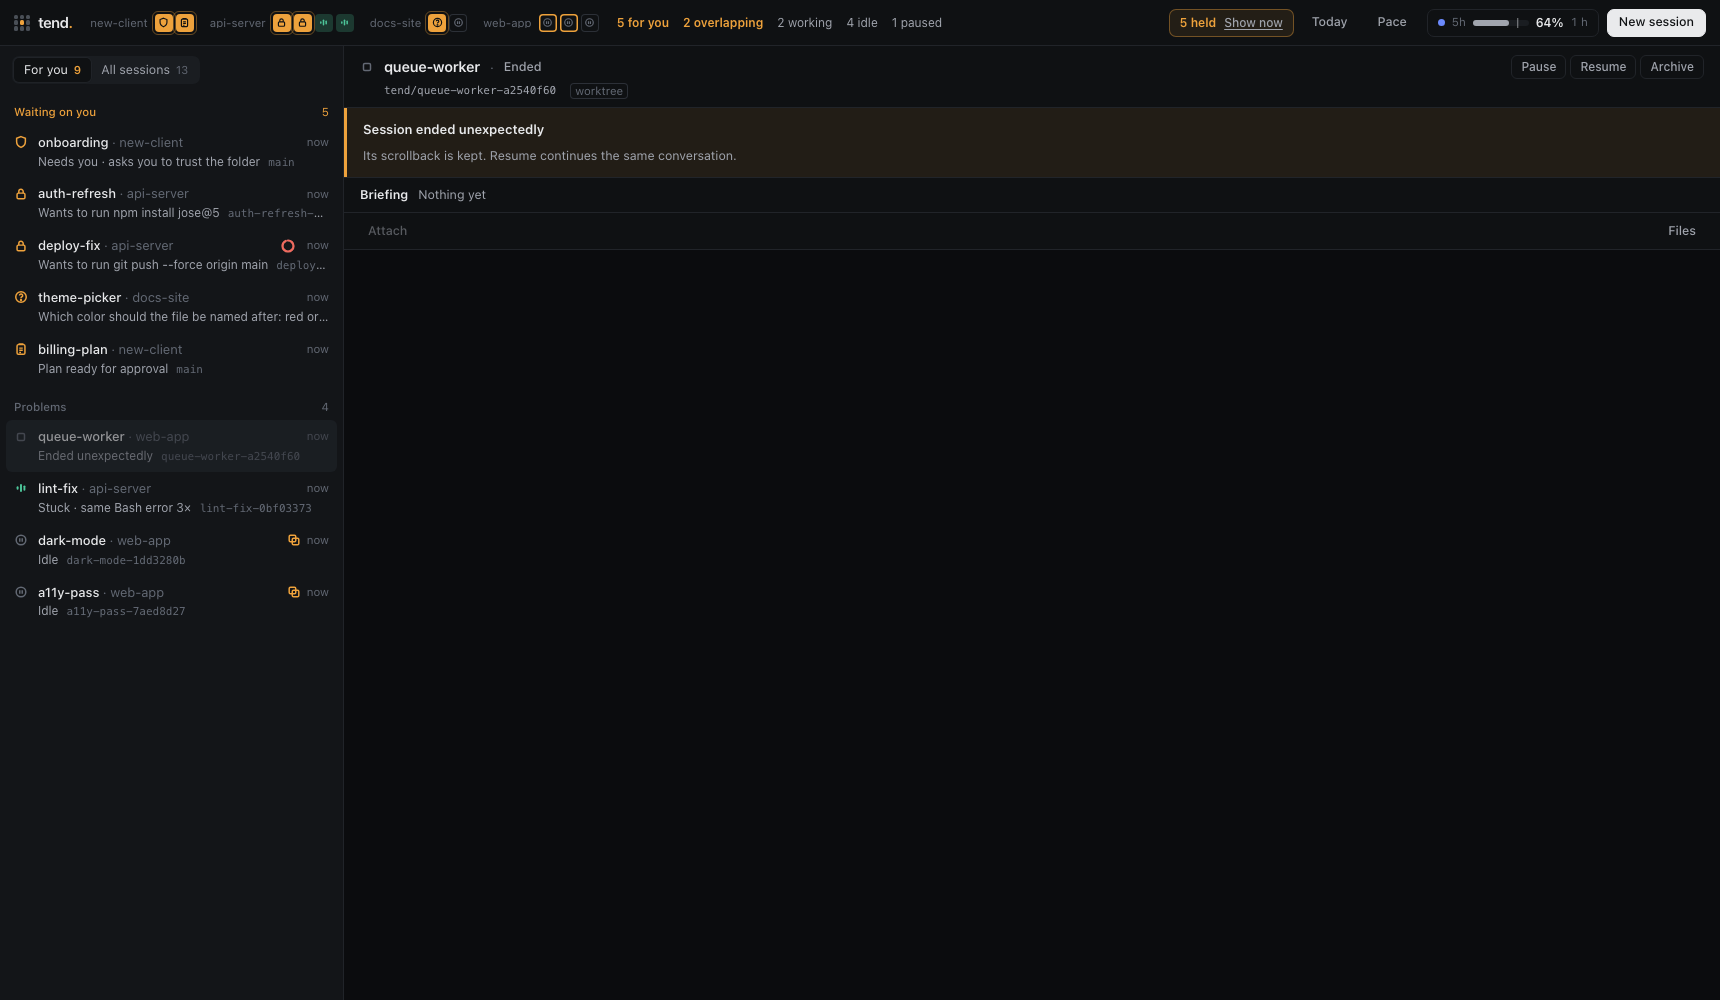 tend. new-client api-server docs-site web-app 5 for you 2 overlapping 2 working 4 idle 1 paused 5 held Show now Today Pace 5h 64% 1 h New session
For you 9 All sessions 13
Waiting on you 5
onboarding · new-client now
Needs you · asks you to trust the folder main
auth-refresh · api-server now
Wants to run npm install jose@5 auth-refresh-…
deploy-fix · api-server now
Wants to run git push --force origin main deploy…
theme-picker · docs-site now
Which color should the file be named after: red or…
billing-plan · new-client now
Plan ready for approval main
Problems 4
queue-worker · web-app now
Ended unexpectedly queue-worker-a2540f60
lint-fix · api-server now
Stuck · same Bash error 3× lint-fix-0bf03373
dark-mode · web-app now
Idle dark-mode-1dd3280b
a11y-pass · web-app now
Idle a11y-pass-7aed8d27
queue-worker · Ended Pause Resume Archive
tend/queue-worker-a2540f60 worktree
Session ended unexpectedly
Its scrollback is kept. Resume continues the same conversation.
Briefing Nothing yet
Attach Files